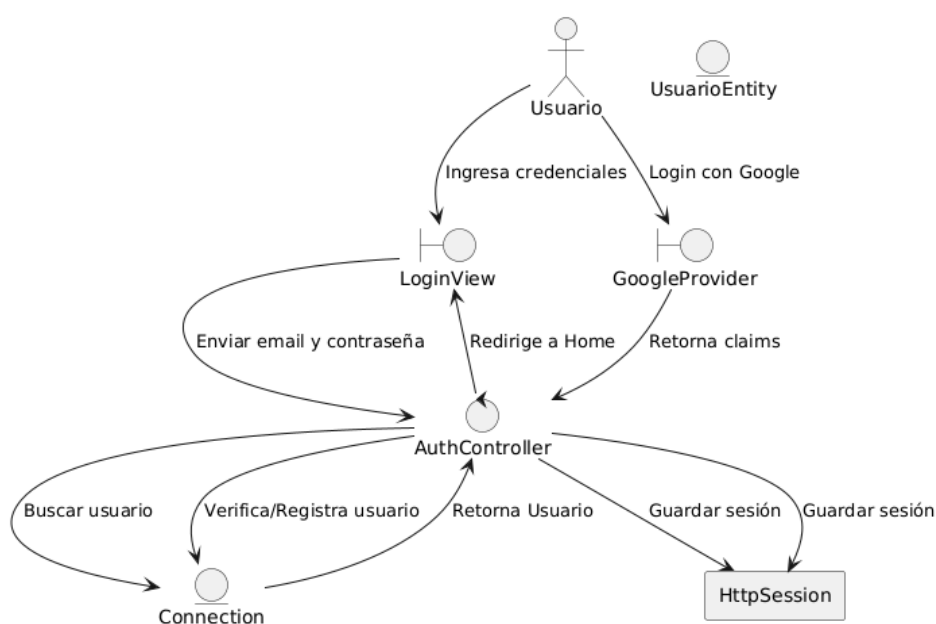 UsuarioEntity
Usuario
Ingresa credenciales
Login con Google
LoginView
GoogleProvider
Enviar email y contraseña
Redirige a Home
Retorna claims
AuthController
Buscar usuario
Verifica/Registra usuario
Retorna Usuario
Guardar sesión
Guardar sesión
HttpSession
Connection